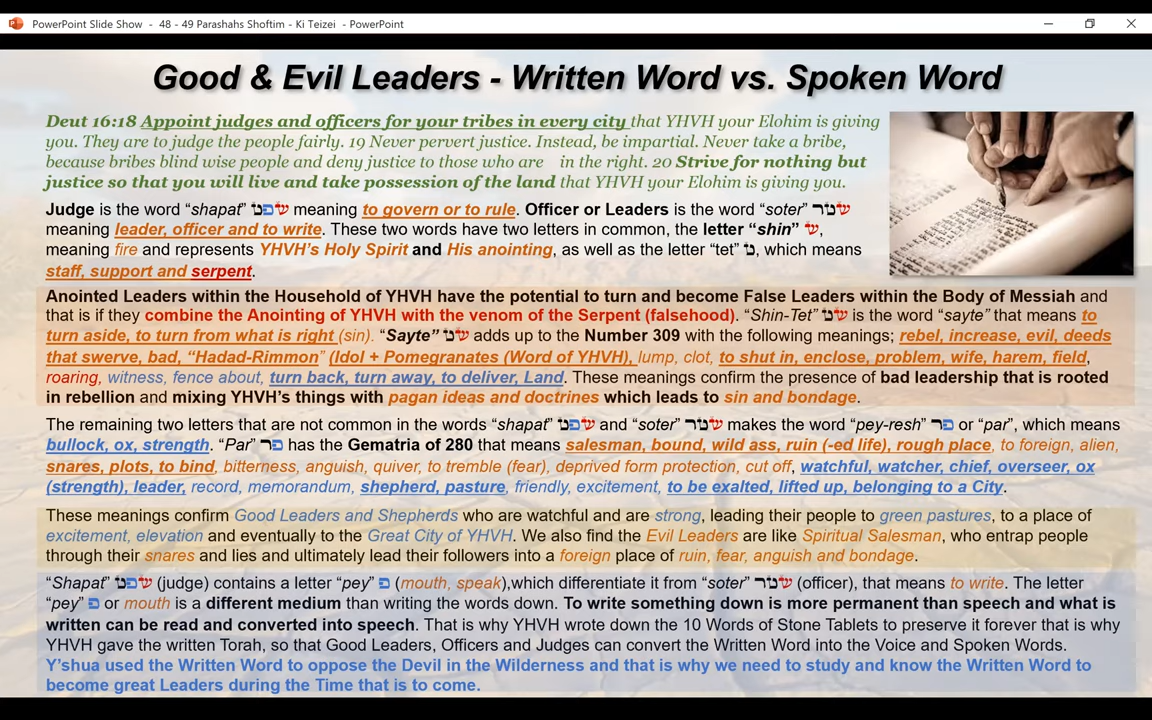 PowerPoint Slide Show - 48 - 49 Parashahs Shoftim - Ki Teizei - PowerPoint
Good & Evil Leaders - Written Word vs. Spoken Word
Deut 16:18 Appoint judges and officers for your tribes in every city that YHVH your Elohim is giving
you. They are to judge the people fairly. 19 Never pervert justice. Instead, be impartial. Never take a bribe,
because bribes blind wise people and deny justice to those who are in the right. 20 Strive for nothing but
justice so that you will live and take possession of the land that YHVH your Elohim is giving you.
Judge is the word “shapat” שׁפט meaning to govern or to rule. Officer or Leaders is the word “soter” שׁטר
meaning leader, officer and to write. These two words have two letters in common, the letter “shin” שׁ,
meaning fire and represents YHVH’s Holy Spirit and His anointing, as well as the letter “tet” ט, which means
staff, support and serpent.
Anointed Leaders within the Household of YHVH have the potential to turn and become False Leaders within the Body of Messiah and
that is if they combine the Anointing of YHVH with the venom of the Serpent (falsehood). “Shin-Tet” שׂט is the word “sayte” that means to
turn aside, to turn from what is right (sin). “Sayte” שׂט adds up to the Number 309 with the following meanings; rebel, increase, evil, deeds
that swerve, bad, “Hadad-Rimmon” (Idol + Pomegranates (Word of YHVH), lump, clot, to shut in, enclose, problem, wife, harem, field,
roaring, witness, fence about, turn back, turn away, to deliver, Land. These meanings confirm the presence of bad leadership that is rooted
in rebellion and mixing YHVH’s things with pagan ideas and doctrines which leads to sin and bondage.
The remaining two letters that are not common in the words “shapat” שׁפט and “soter” שׁטר makes the word “pey-resh” פר or “par”, which means
bullock, ox, strength. “Par” פר has the Gematria of 280 that means salesman, bound, wild ass, ruin (-ed life), rough place, to foreign, alien,
snares, plots, to bind, bitterness, anguish, quiver, to tremble (fear), deprived form protection, cut off, watchful, watcher, chief, overseer, ox
(strength), leader, record, memorandum, shepherd, pasture, friendly, excitement, to be exalted, lifted up, belonging to a City.
These meanings confirm Good Leaders and Shepherds who are watchful and are strong, leading their people to green pastures, to a place of
excitement, elevation and eventually to the Great City of YHVH. We also find the Evil Leaders are like Spiritual Salesman, who entrap people
through their snares and lies and ultimately lead their followers into a foreign place of ruin, fear, anguish and bondage.
“Shapat” שׁפט (judge) contains a letter “pey” פ (mouth, speak),which differentiate it from “soter” שׁטר (officer), that means to write. The letter
“pey” פ or mouth is a different medium than writing the words down. To write something down is more permanent than speech and what is
written can be read and converted into speech. That is why YHVH wrote down the 10 Words of Stone Tablets to preserve it forever that is why
YHVH gave the written Torah, so that Good Leaders, Officers and Judges can convert the Written Word into the Voice and Spoken Words.
Y’shua used the Written Word to oppose the Devil in the Wilderness and that is why we need to study and know the Written Word to
become great Leaders during the Time that is to come.